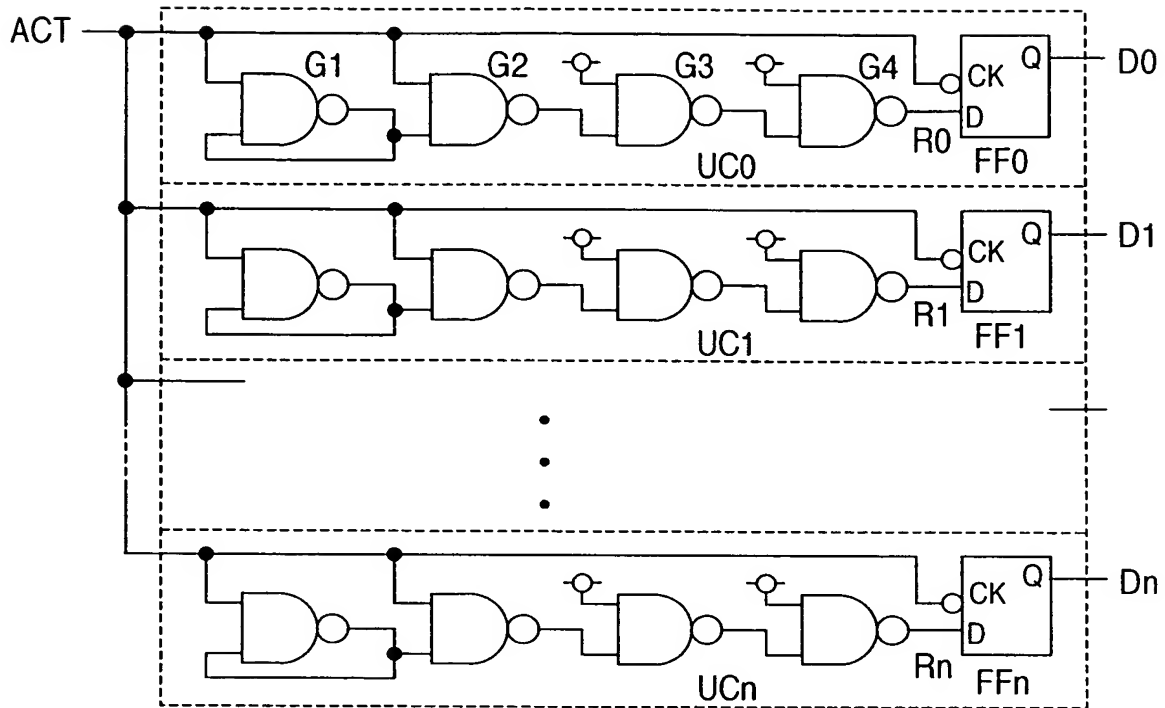 ACT
G1
G2
G3
G4
Q
CK
D
D0
R0
UC0
FF0
Q
CK
D
D1
R1
UC1
FF1
Q
CK
D
Dn
Rn
UCn
FFn